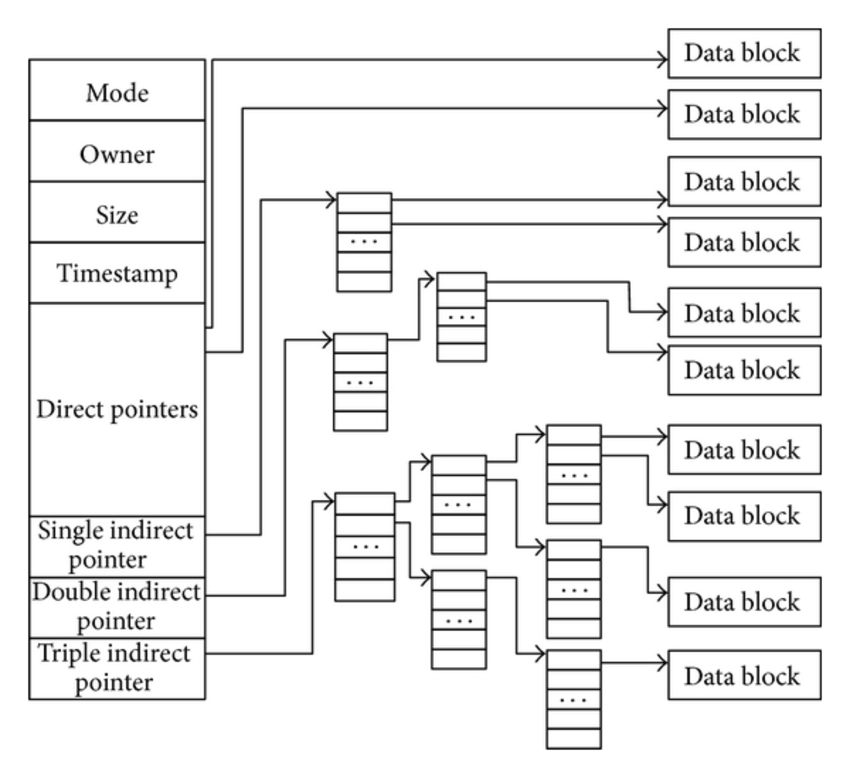 Mode
Owner
Size
Timestamp
Direct pointers
Single indirect
pointer
Double indirect
pointer
Triple indirect
pointer
...
...
...
...
...
...
...
...
...
Data block
Data block
Data block
Data block
Data block
Data block
Data block
Data block
Data block
Data block